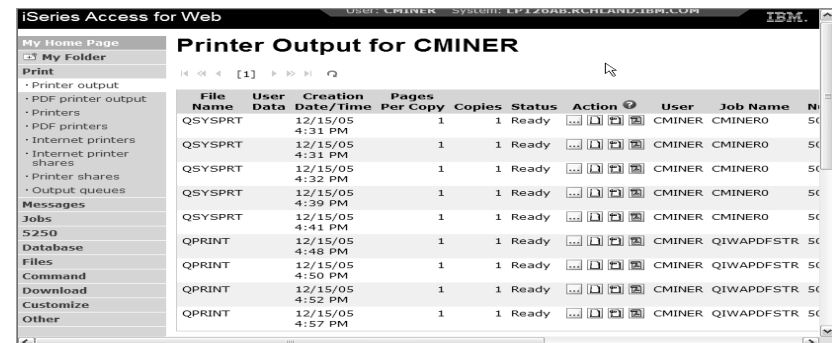 iSeries Access for Web
User: CMINER System: LP126AB.RCHLAND.IBM.COM
IBM.
My Home Page
My Folder
Print
· Printer output
· PDF printer output
· Printers
· PDF printers
· Internet printers
· Internet printer
shares
· Printer shares
· Output queues
Messages
Jobs
5250
Database
Files
Command
Download
Customize
Other
Printer Output for CMINER
[1]
File Name User Data Creation Date/Time Pages Per Copy Copies Status Action User Job Name
QSYSPRT 12/15/05 4:31 PM 1 1 Ready ... CMINER CMINER0
QSYSPRT 12/15/05 4:31 PM 1 1 Ready ... CMINER CMINER0
QSYSPRT 12/15/05 4:32 PM 1 1 Ready ... CMINER CMINER0
QSYSPRT 12/15/05 4:39 PM 1 1 Ready ... CMINER CMINER0
QSYSPRT 12/15/05 4:41 PM 1 1 Ready ... CMINER CMINER0
QPRINT 12/15/05 4:48 PM 1 1 Ready ... CMINER QIWAPDFSTR
QPRINT 12/15/05 4:50 PM 1 1 Ready ... CMINER QIWAPDFSTR
QPRINT 12/15/05 4:52 PM 1 1 Ready ... CMINER QIWAPDFSTR
QPRINT 12/15/05 4:57 PM 1 1 Ready ... CMINER QIWAPDFSTR